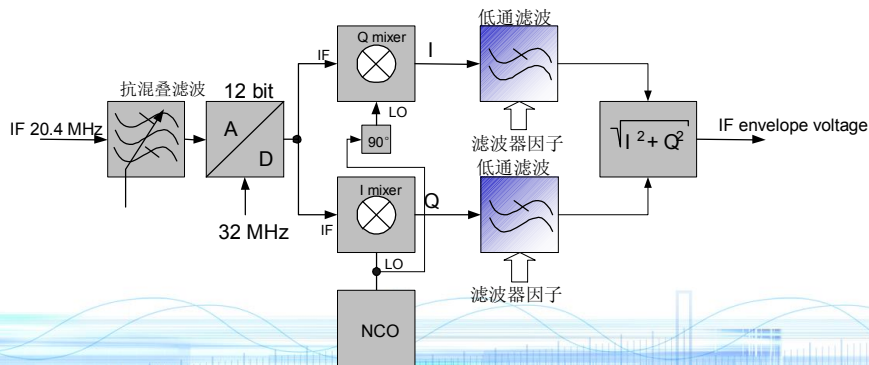 低通滤波
Q mixer
I
IF
抗混叠滤波
12 bit
LO
IF 20.4 MHz
A
D
90°
滤波器因子
√I² + Q²
IF envelope voltage
低通滤波
I mixer
Q
32 MHz
IF
LO
滤波器因子
NCO